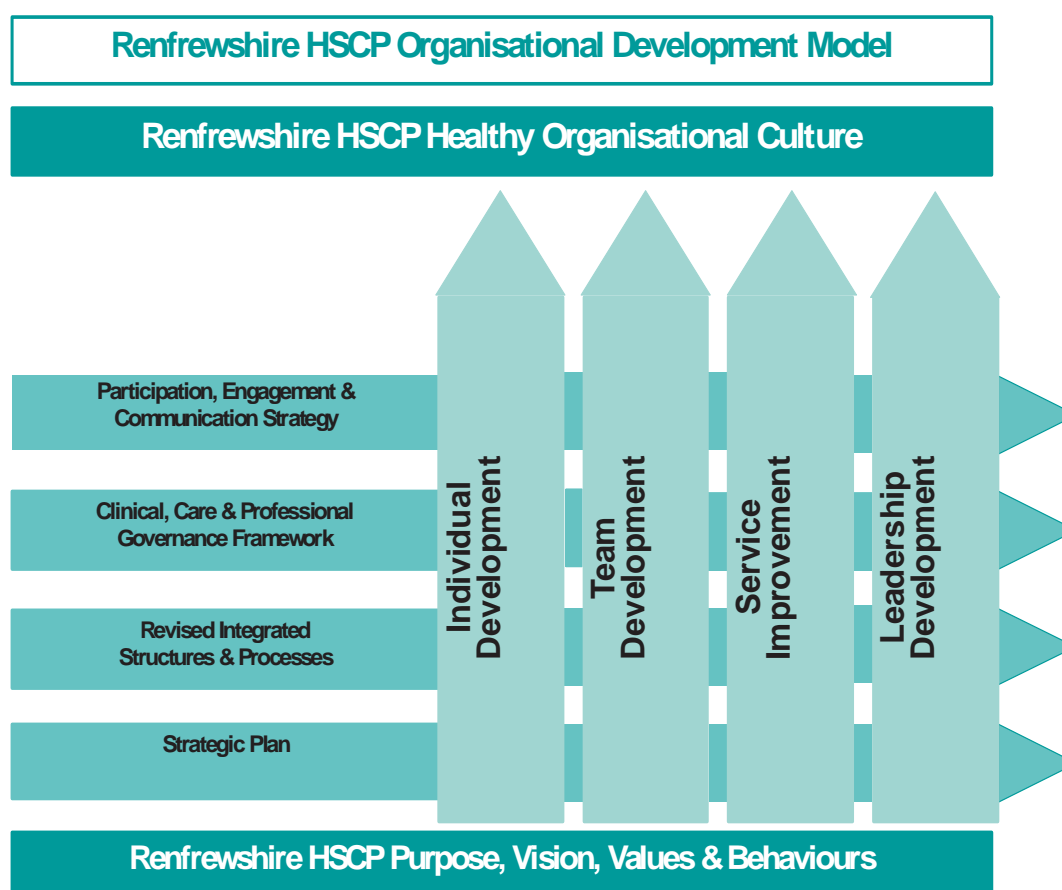 Renfrewshire HSCP Organisational Development Model
Renfrewshire HSCP Healthy Organisational Culture
Participation, Engagement &
Communication Strategy
Clinical, Care & Professional
Governance Framework
Revised Integrated
Structures & Processes
Strategic Plan
Individual
Development
Team
Development
Service
Improvement
Leadership
Development
Renfrewshire HSCP Purpose, Vision, Values & Behaviours